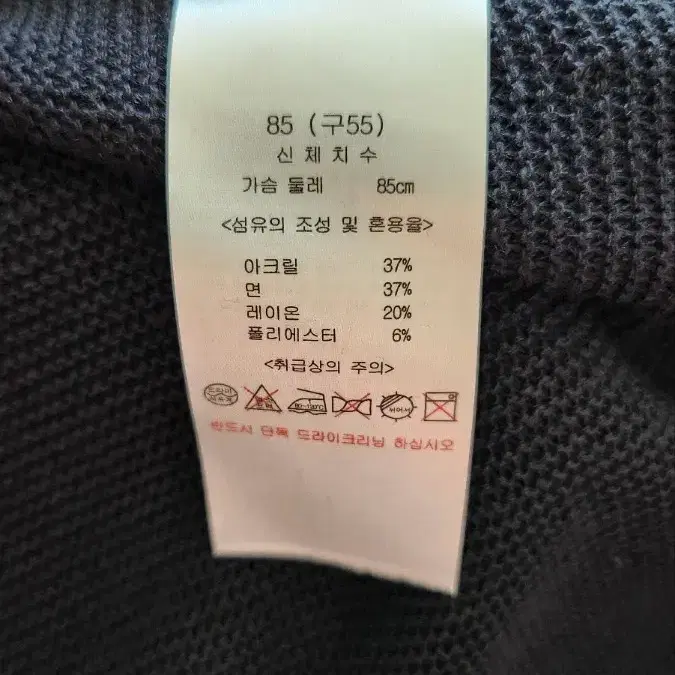 85 (구55)
신체치수
가슴 둘레 85cm
<섬유의 조성 및 혼용율>
아크릴 37%
면 37%
레이온 20%
폴리에스터 6%
<취급상의 주의>
드라이
반드시 단독 드라이크리닝 하십시오